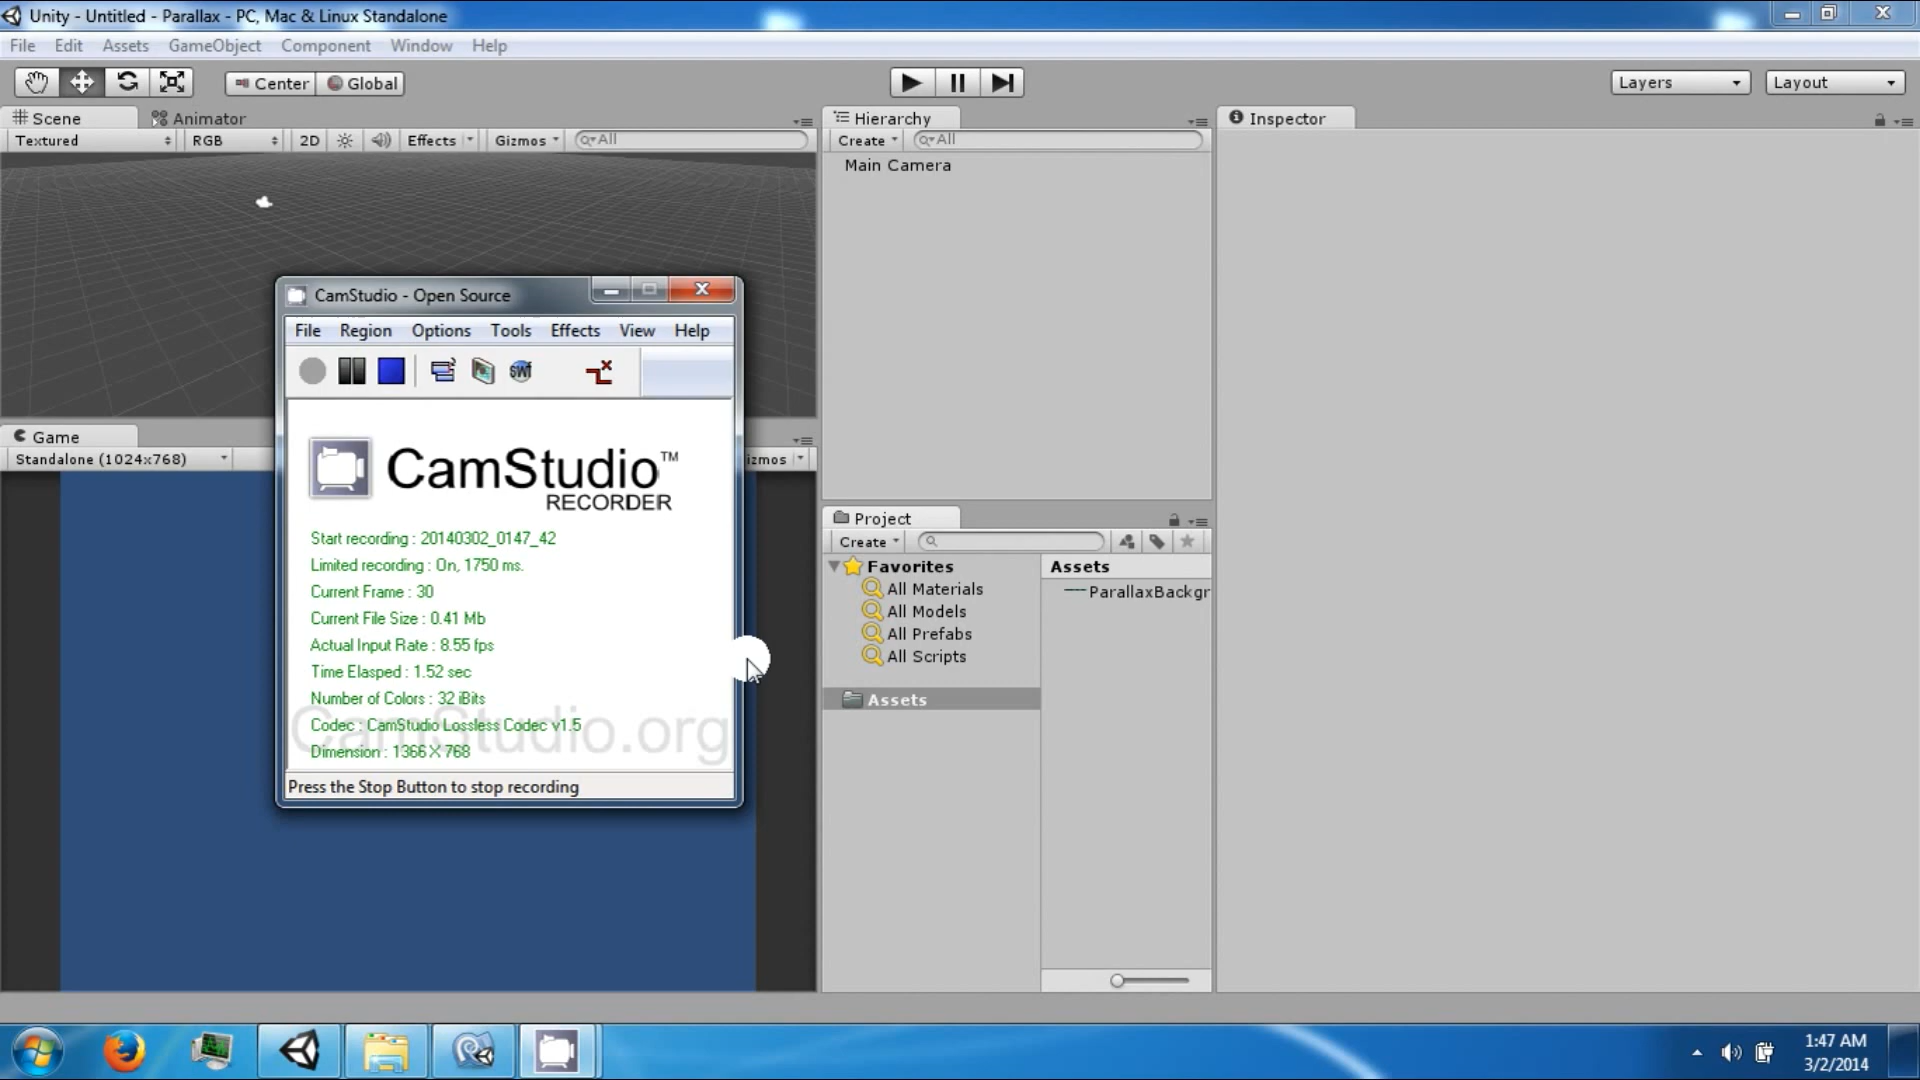 Unity - Untitled - Parallax - PC, Mac & Linux Standalone
File Edit Assets GameObject Component Window Help
Center Global
Layers Layout
Scene Animator
Textured RGB 2D Effects Gizmos All
Hierarchy
Create All
Main Camera
Inspector
CamStudio - Open Source
File Region Options Tools Effects View Help
swf
CamStudio™
RECORDER
Start recording : 20140302_0147_42
Limited recording : On, 1750 ms.
Current Frame : 30
Current File Size : 0.41 Mb
Actual Input Rate : 8.55 fps
Time Elasped : 1.52 sec
Number of Colors : 32 iBits
Codec : CamStudio Lossless Codec v1.5
Dimension : 1366 X 768
CamStudio.org
Press the Stop Button to stop recording
Game
Standalone (1024x768)
izmos
Project
Create
Favorites
All Materials
All Models
All Prefabs
All Scripts
Assets
Assets
ParallaxBackgr
1:47 AM
3/2/2014